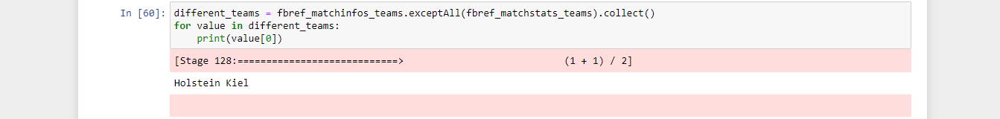 In [60]: different_teams = fbref_matchinfos_teams.exceptAll(fbref_matchstats_teams).collect()
for value in different_teams:
    print(value[0])
[Stage 128:============================>                            (1 + 1) / 2]
Holstein Kiel